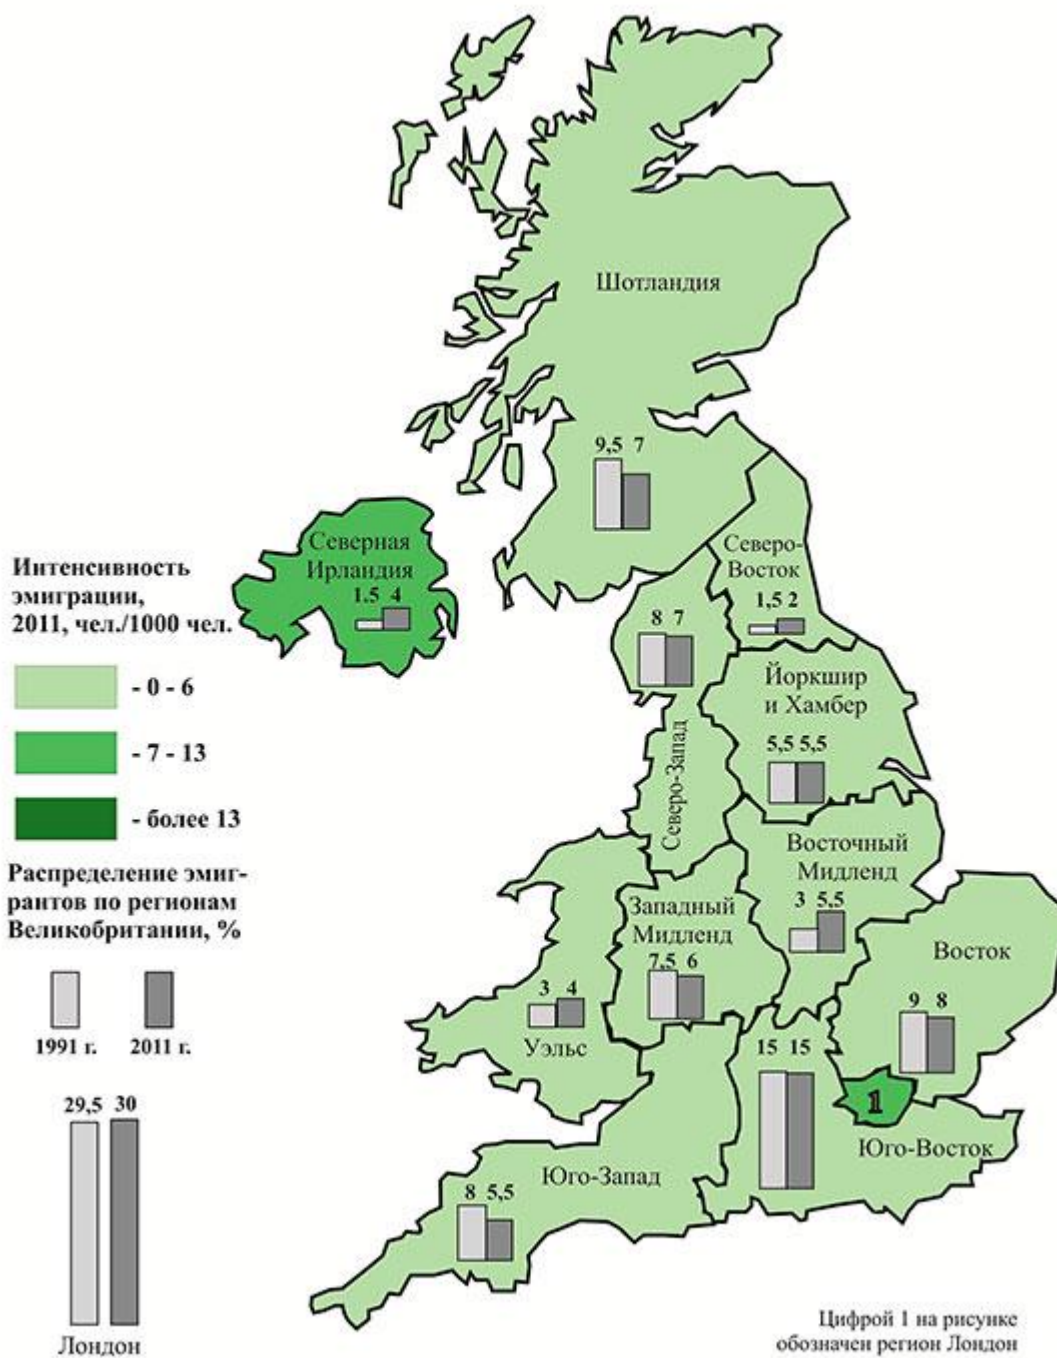 Шотландия
9,5 7
Северная
Ирландия
1.5 4
Северо-
Восток
1,5 2
8 7
Северо-Запад
Йоркшир
и Хамбер
5,5 5,5
Восточный
Мидленд
3 5,5
Западный
Мидленд
7,5 6
Восток
9 8
3 4
Уэльс
15 15
1
Юго-Восток
Юго-Запад
8 5,5
Интенсивность
эмиграции,
2011, чел./1000 чел.
- 0 - 6
- 7 - 13
- более 13
Распределение эмиг-
рантов по регионам
Великобритании, %
1991 г. 2011 г.
29,5 30
Лондон
Цифрой 1 на рисунке
обозначен регион Лондон